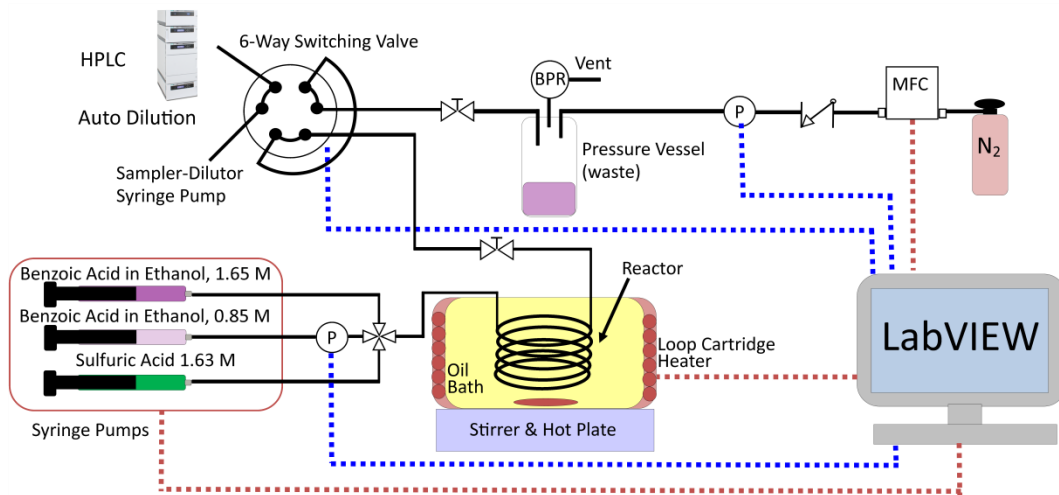 6-Way Switching Valve
HPLC
Auto Dilution
Sampler-Dilutor
Syringe Pump
BPR
Vent
Pressure Vessel
(waste)
P
MFC
N₂
Benzoic Acid in Ethanol, 1.65 M
Benzoic Acid in Ethanol, 0.85 M
Sulfuric Acid 1.63 M
P
Syringe Pumps
Reactor
Oil
Bath
Loop Cartridge
Heater
Stirrer & Hot Plate
LabVIEW